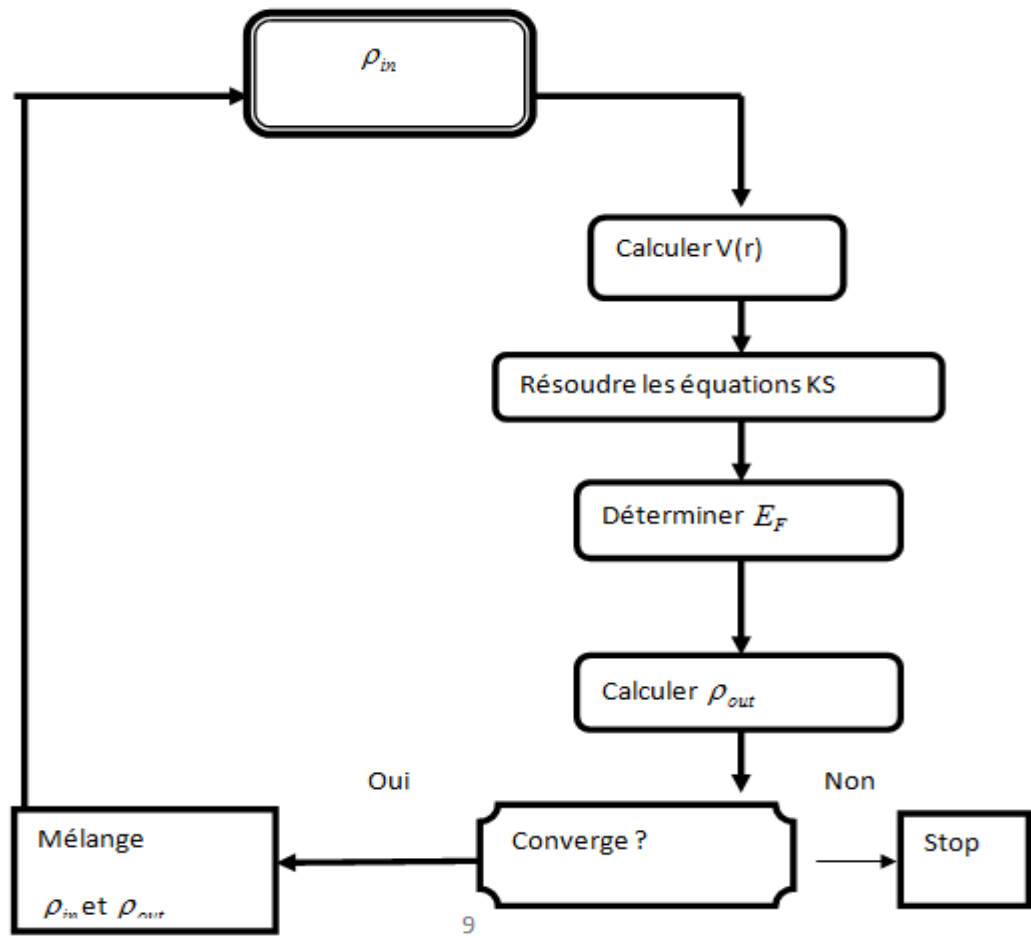 ρin
Calculer V(r)
Résoudre les équations KS
Déterminer EF
Calculer ρout
Oui
Non
Converge ?
Stop
Mélange
ρin et ρout
9